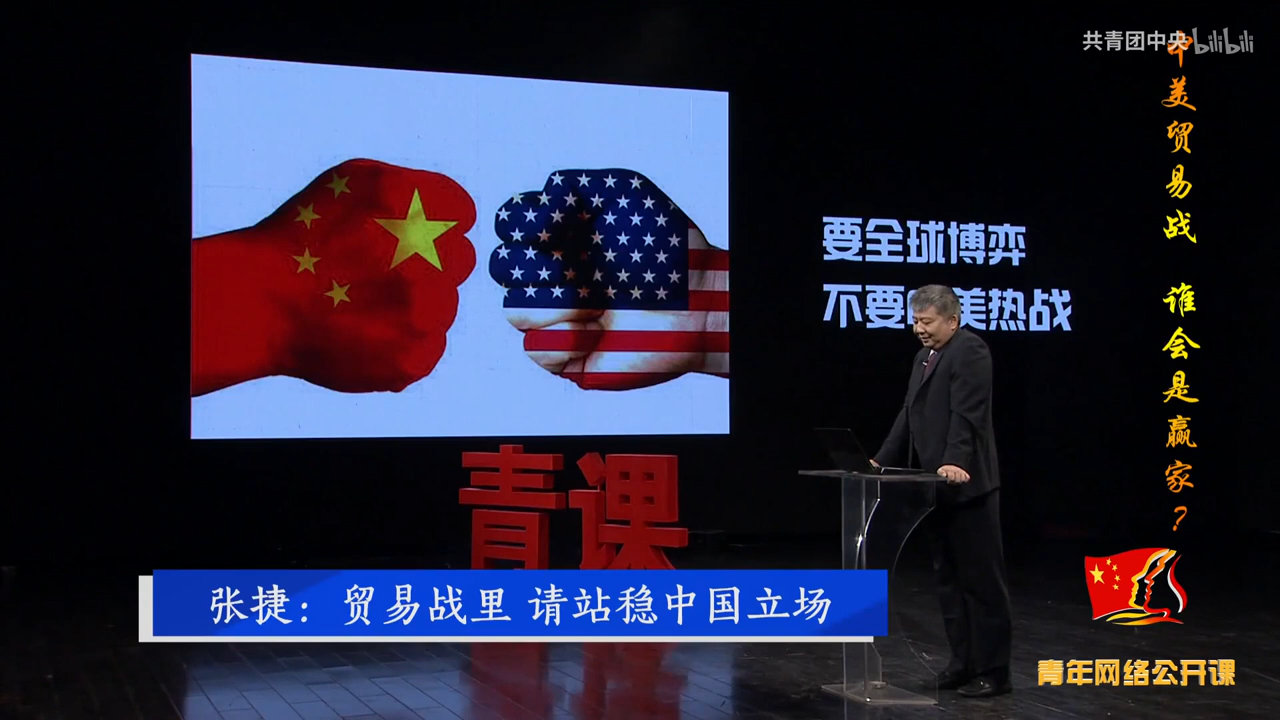 共青团中央 bilibili
中美贸易战 谁会是赢家？
要全球博弈
不要中美热战
青课
张捷：贸易战里 请站稳中国立场
青年网络公开课